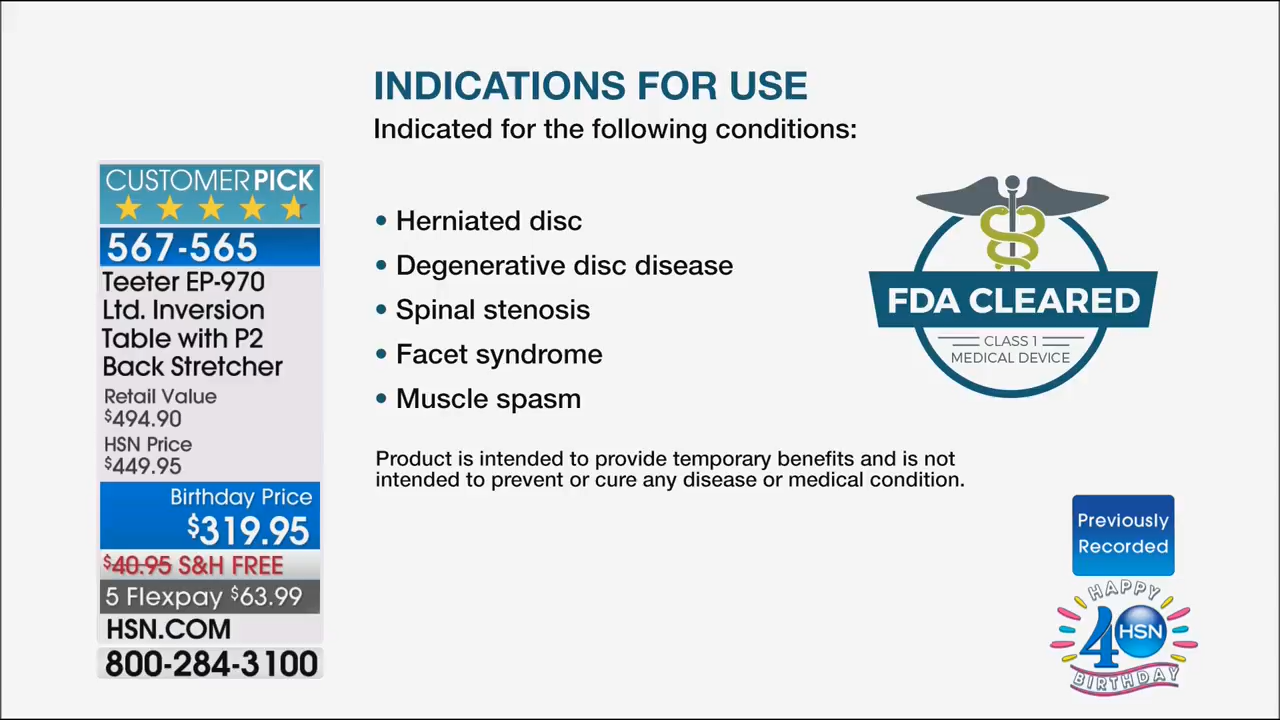 INDICATIONS FOR USE
Indicated for the following conditions:
• Herniated disc
• Degenerative disc disease
• Spinal stenosis
• Facet syndrome
• Muscle spasm
Product is intended to provide temporary benefits and is not
intended to prevent or cure any disease or medical condition.
FDA CLEARED
CLASS 1
MEDICAL DEVICE
CUSTOMER PICK
567-565
Teeter EP-970
Ltd. Inversion
Table with P2
Back Stretcher
Retail Value
$494.90
HSN Price
$449.95
Birthday Price
$319.95
$40.95 S&H FREE
5 Flexpay $63.99
HSN.COM
800-284-3100
Previously
Recorded
HAPPY
40 HSN
BIRTHDAY